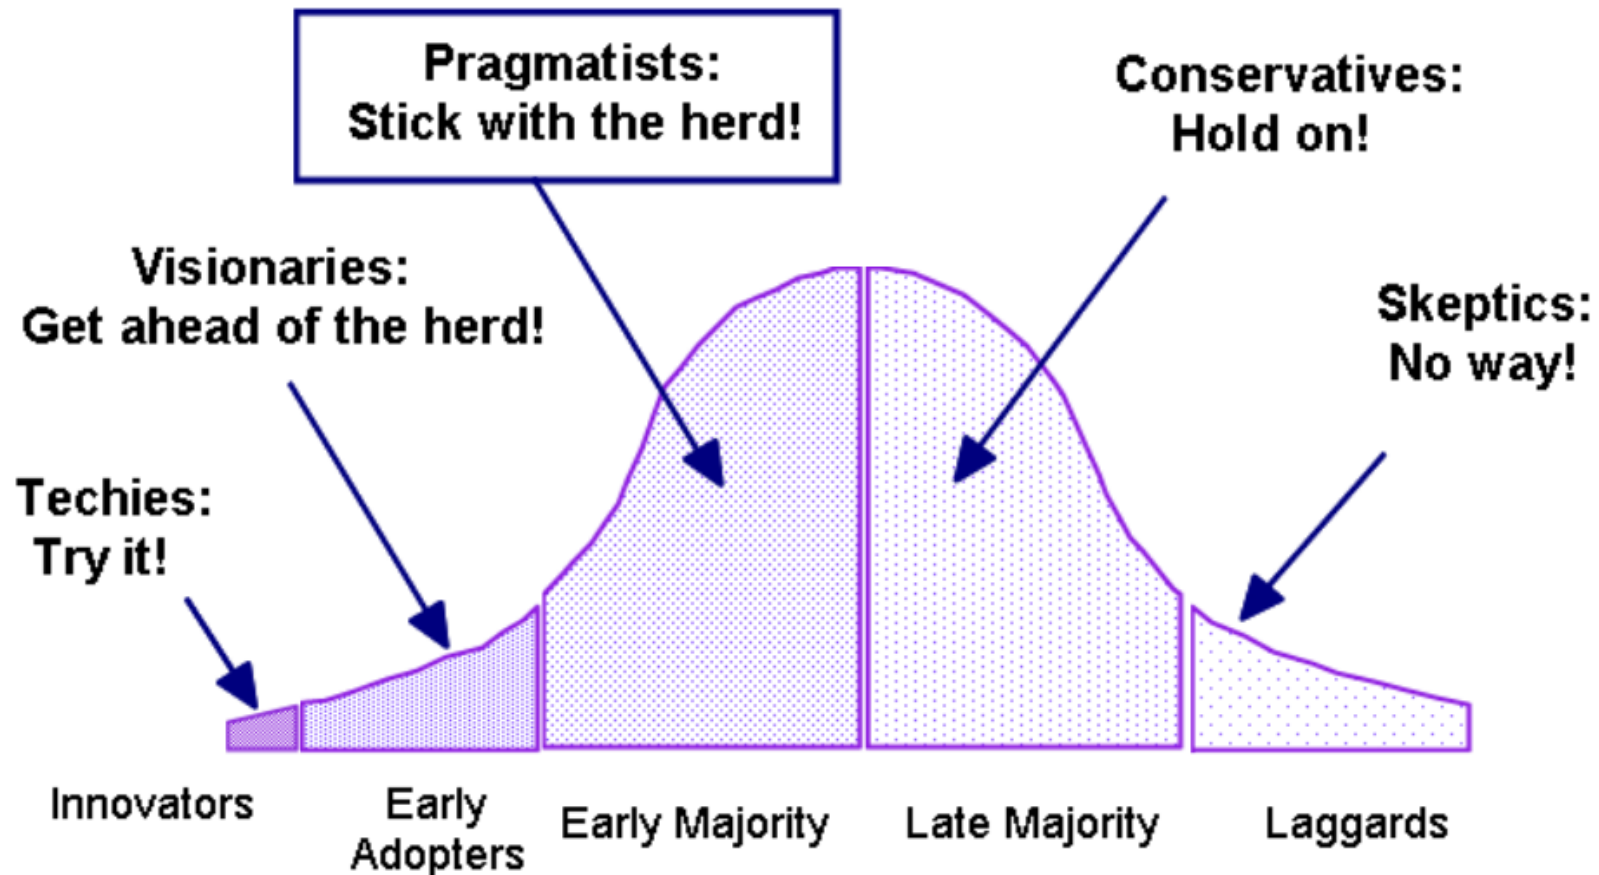 Pragmatists:
Stick with the herd!
Conservatives:
Hold on!
Visionaries:
Get ahead of the herd!
Skeptics:
No way!
Techies:
Try it!
Innovators
Early
Adopters
Early Majority
Late Majority
Laggards